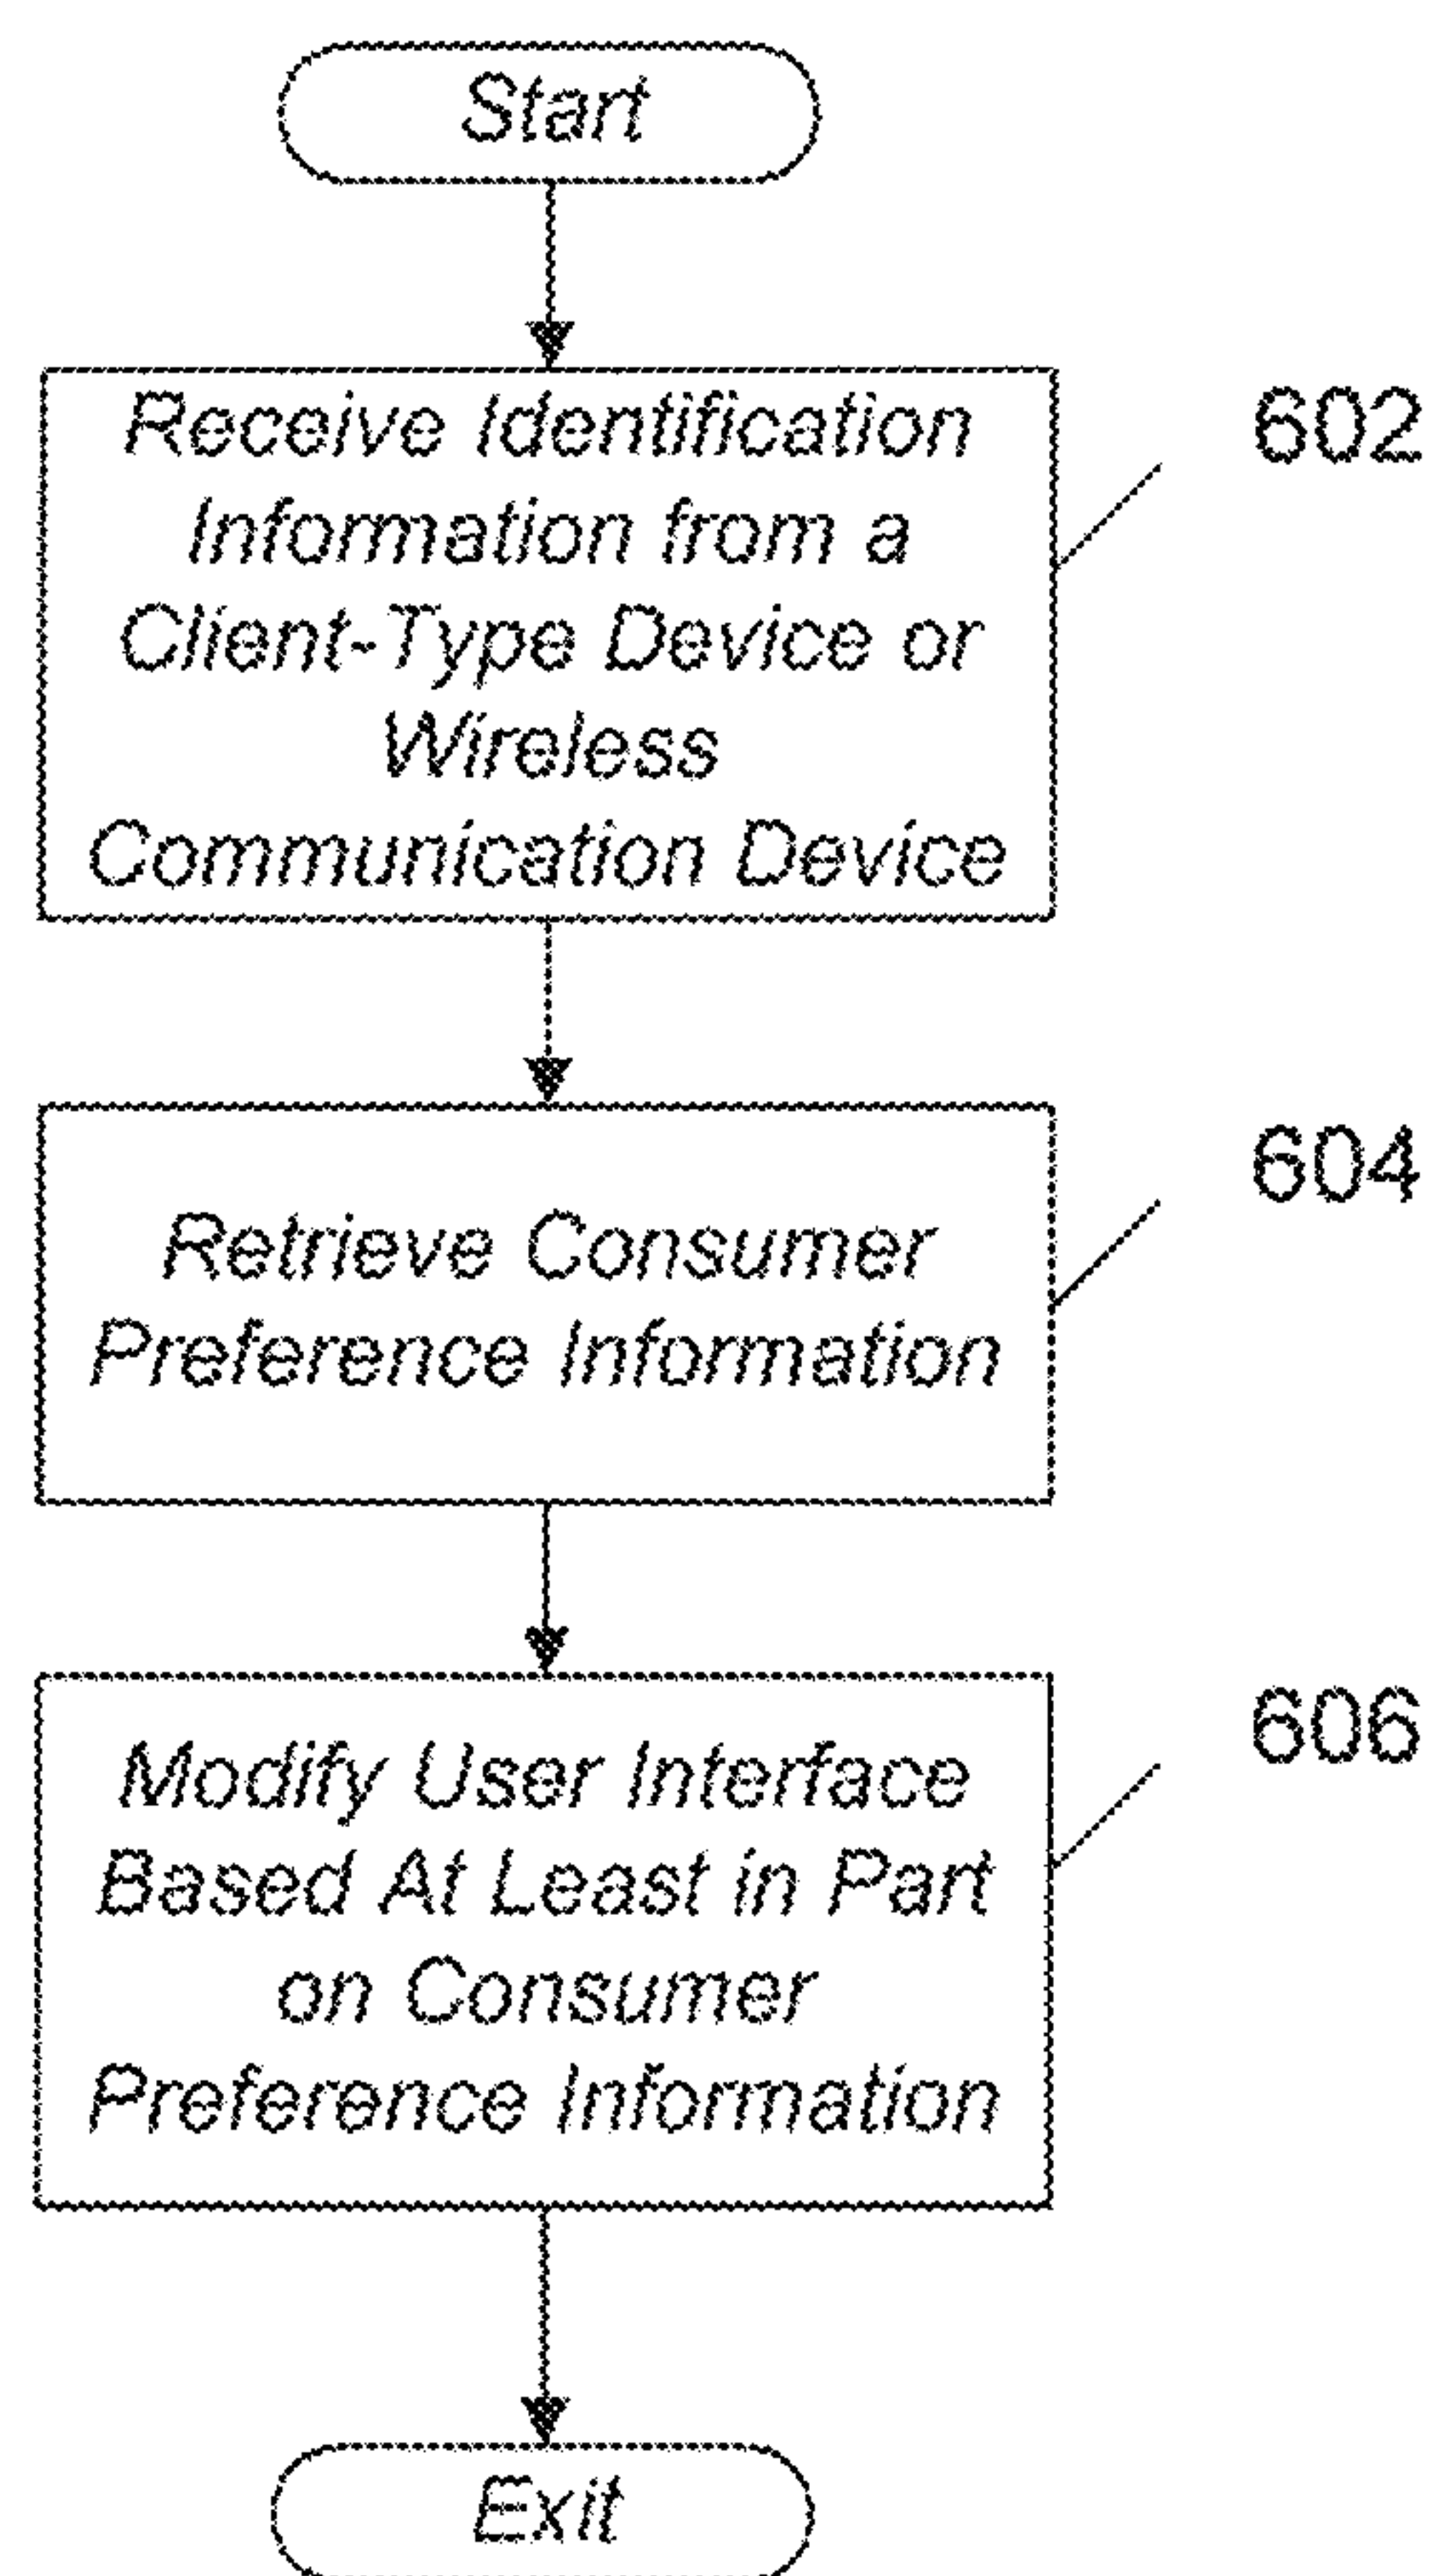 Start
Receive Identification
602
Information from a
Client-Type Device or
Wireless
Communication Device
604
Retrieve Consumer
Preference Information
606
Modify User Interface
Based At Least in Part
on Consumer
Preference Information
Exit